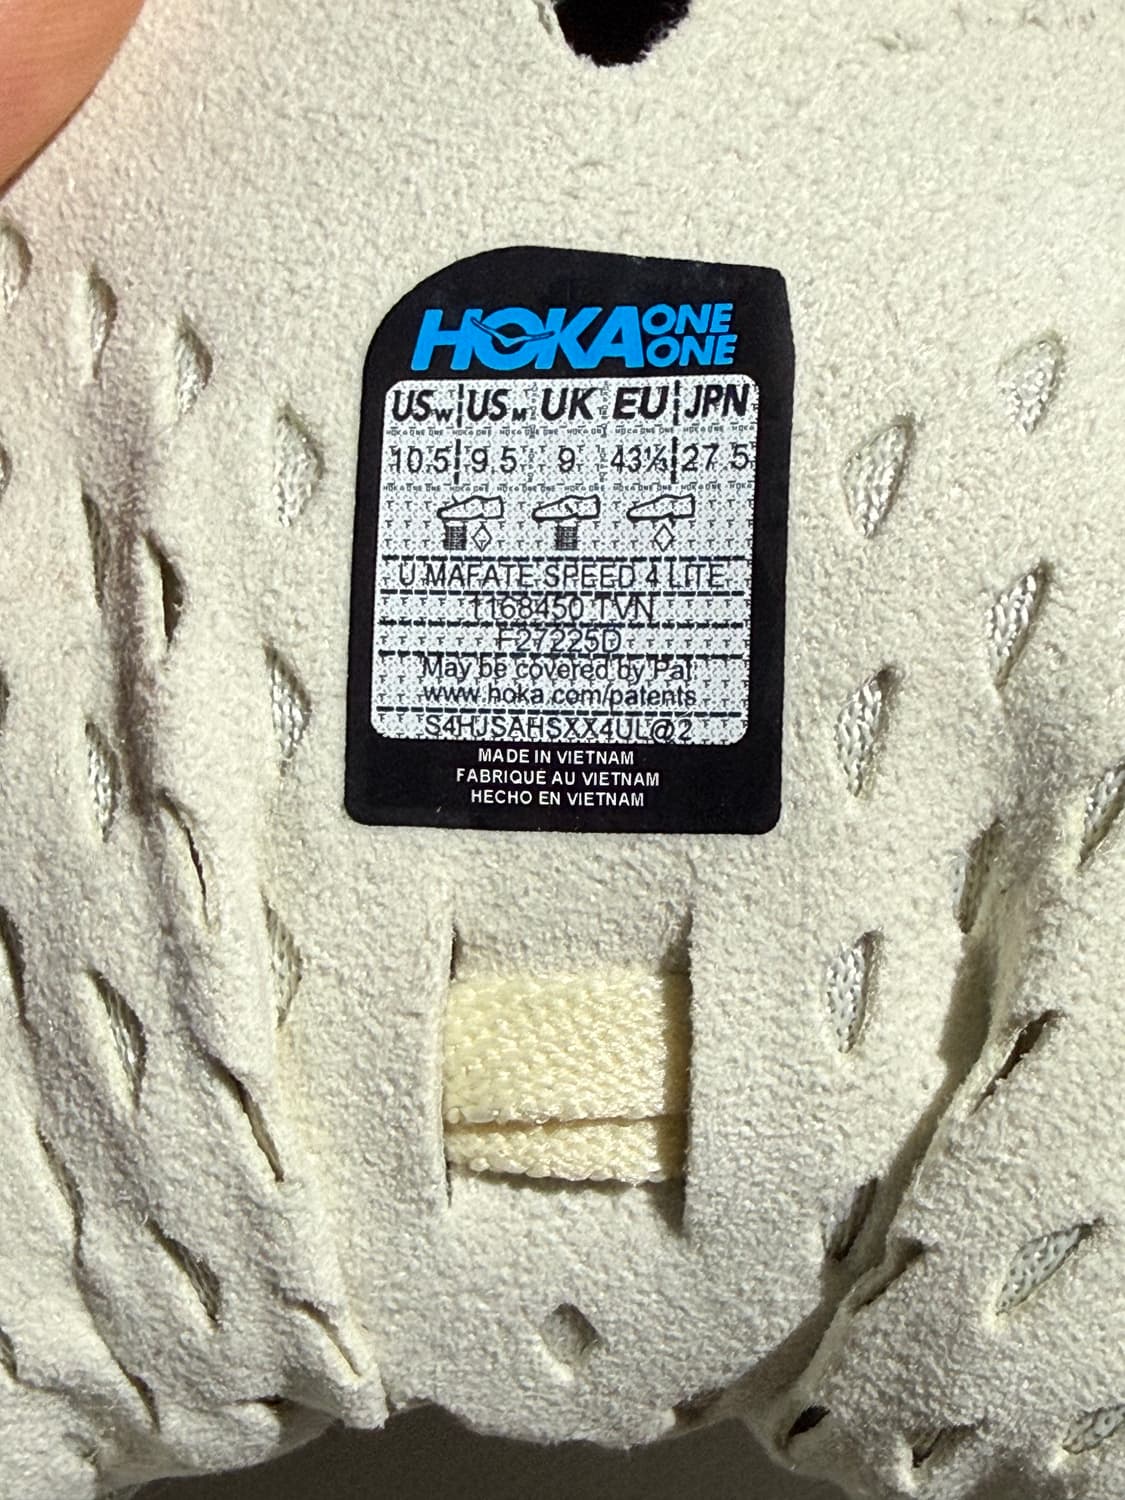 HOKA ONE ONE
USW USM UK EU JPN
10.5 9.5 9 43⅓ 27.5
U MAFATE SPEED 4 LITE
1168450 TVN
F27225D
May be covered by Pat
www.hoka.com/patents
S4HJSAHSXX4UL@2
MADE IN VIETNAM
FABRIQUÉ AU VIETNAM
HECHO EN VIETNAM